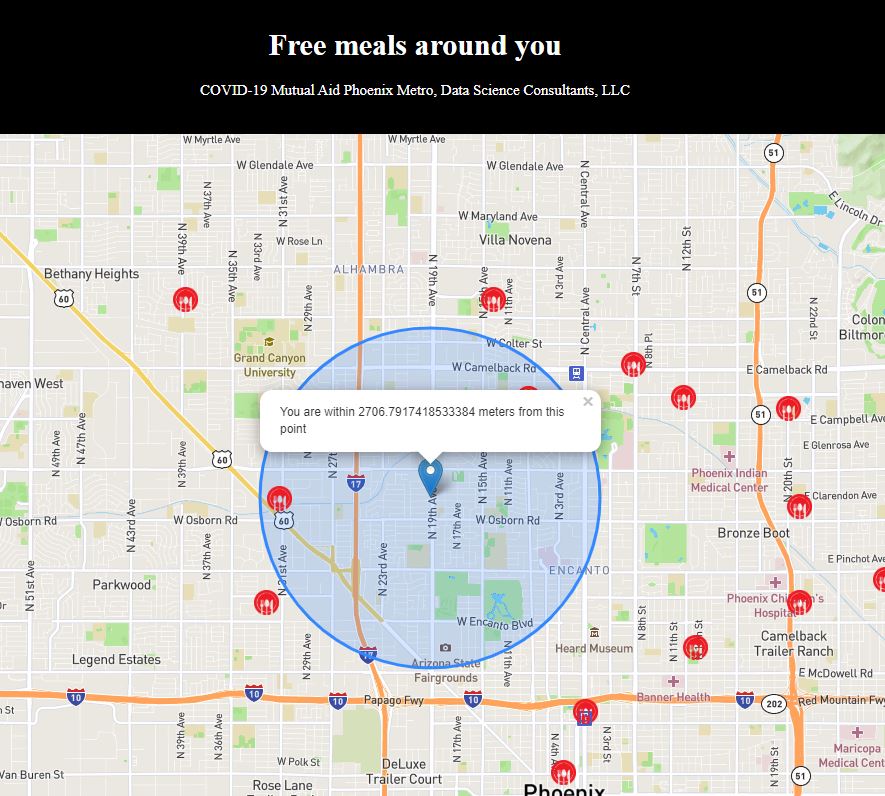 Free meals around you
COVID-19 Mutual Aid Phoenix Metro, Data Science Consultants, LLC
W Myrtle Ave
W Myrtle Ave
51
W Glendale Ave
W Glendale Ave
N 37th Ave
N 31st Ave
N Central Ave
E Lincoln Dr
W Maryland Ave
N 39th Ave
N 35th Ave
N 33rd Ave
W Rose Ln
Villa Novena
N 12th St
Bethany Heights
ALHAMBRA
N 19th Ave
N 3rd Ave
N 7th St
60
N 29th Ave
N 15th Ave
N 11th Ave
N Central Ave
51
N 22nd St
Colon
Biltmor
W Colter St
N 8th Pl
Grand Canyon
University
W Camelback Rd
E Camelback Rd
haven West
×
You are within 2706.7917418533384 meters from this
point
51
E Campbell Ave
N 49th Ave
N 47th Ave
N 39th Ave
60
N 27t
E Glenrosa Ave
Phoenix Indian
Medical Center
N 20th St
17
N 15th Ave
N 11th Ave
N 3rd Ave
E Clarendon Ave
Osborn Rd
N 43rd Ave
W Osborn Rd
60
N 19th Ave
N 17th Ave
W Osborn Rd
Bronze Boot
N 37th Ave
N 31st Ave
N 23rd Ave
ENCANTO
E Pinchot Ave
N 51st Ave
Parkwood
Phoenix Children's
Hospital
W Encanto Blvd
N 8th St
N 11th St
Camelback
Trailer Ranch
Legend Estates
N 29th Ave
17
Arizona State
Fairgrounds
N 11th Ave
Heard Museum
E McDowell Rd
Banner Health
10
10
10
Papago Fwy
10
10
202
Red Mountain Fwy
N 39th Ave
N 36th Ave
N 17th Ave
N 4th Ave
N 3rd St
Maricopa
Medical Cente
W Polk St
DeLuxe
Trailer Court
Van Buren St
N 19th St
51
Rose Lane
Phoenix